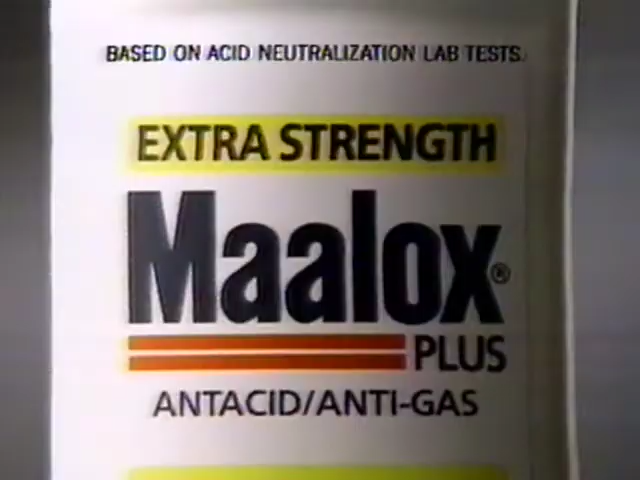 BASED ON ACID NEUTRALIZATION LAB TESTS.
EXTRA STRENGTH
Maalox®
PLUS
ANTACID/ANTI-GAS